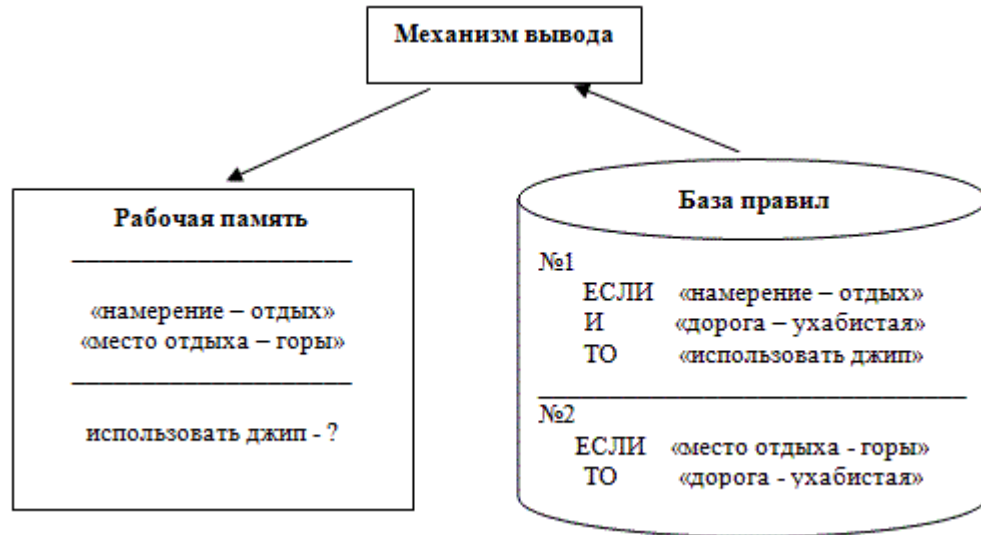 Механизм вывода
Рабочая память
«намерение – отдых»
«место отдыха – горы»
использовать джип - ?
База правил
№1
ЕСЛИ «намерение – отдых»
И «дорога – ухабистая»
ТО «использовать джип»
№2
ЕСЛИ «место отдыха - горы»
ТО «дорога - ухабистая»